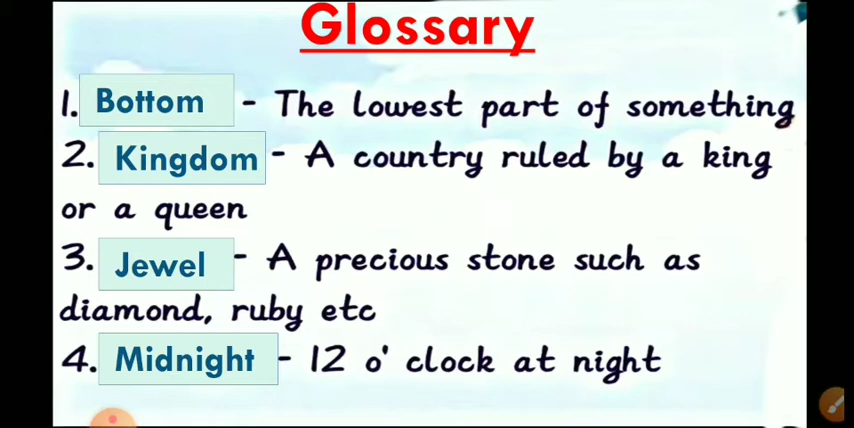 Glossary
1. Bottom - The lowest part of something
2. Kingdom - A country ruled by a king
or a queen
3. Jewel - A precious stone such as
diamond, ruby etc
4. Midnight - 12 o' clock at night